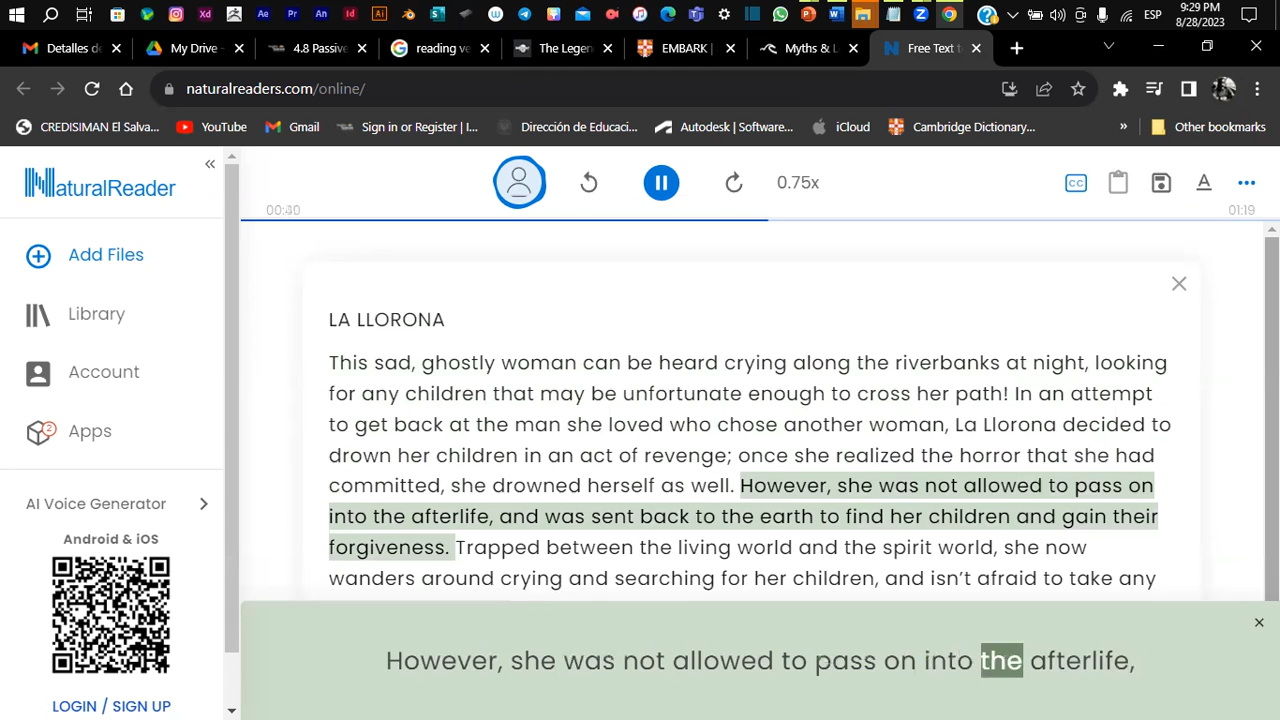 ESP
9:29 PM
8/28/2023
Detalles de
My Drive -
4.8 Passive
reading ve
The Legen
EMBARK |
Myths & L
Free Text t
naturalreaders.com/online/
CREDISIMAN El Salva...
YouTube
Gmail
Sign in or Register | I...
Dirección de Educaci...
Autodesk | Software...
iCloud
Cambridge Dictionary...
»
Other bookmarks
NaturalReader
«
0.75x
CC
A
00:40
01:19
Add Files
Library
Account
Apps
2
AI Voice Generator
Android & iOS
LOGIN / SIGN UP
LA LLORONA
This sad, ghostly woman can be heard crying along the riverbanks at night, looking
for any children that may be unfortunate enough to cross her path! In an attempt
to get back at the man she loved who chose another woman, La Llorona decided to
drown her children in an act of revenge; once she realized the horror that she had
committed, she drowned herself as well. However, she was not allowed to pass on
into the afterlife, and was sent back to the earth to find her children and gain their
forgiveness. Trapped between the living world and the spirit world, she now
wanders around crying and searching for her children, and isn't afraid to take any
However, she was not allowed to pass on into the afterlife,